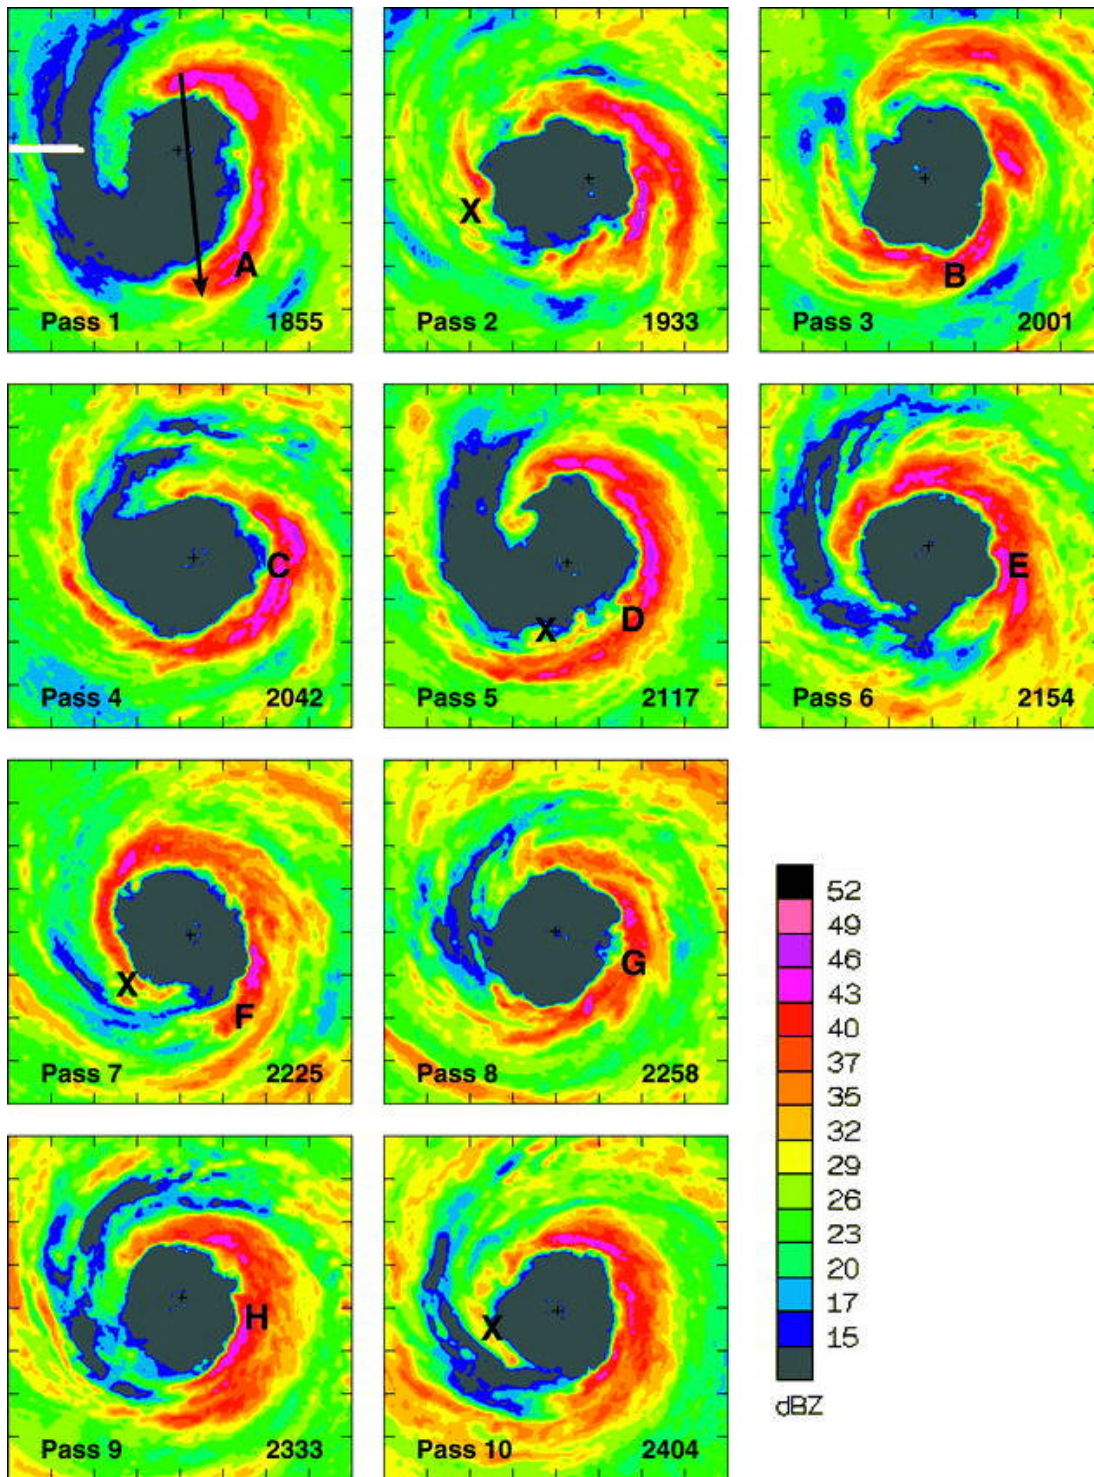 A
Pass 1 1855
X
Pass 2 1933
B
Pass 3 2001
C
Pass 4 2042
X D
Pass 5 2117
E
Pass 6 2154
X
F
Pass 7 2225
G
Pass 8 2258
H
Pass 9 2333
X
Pass 10 2404
52
49
46
43
40
37
35
32
29
26
23
20
17
15
dBZ